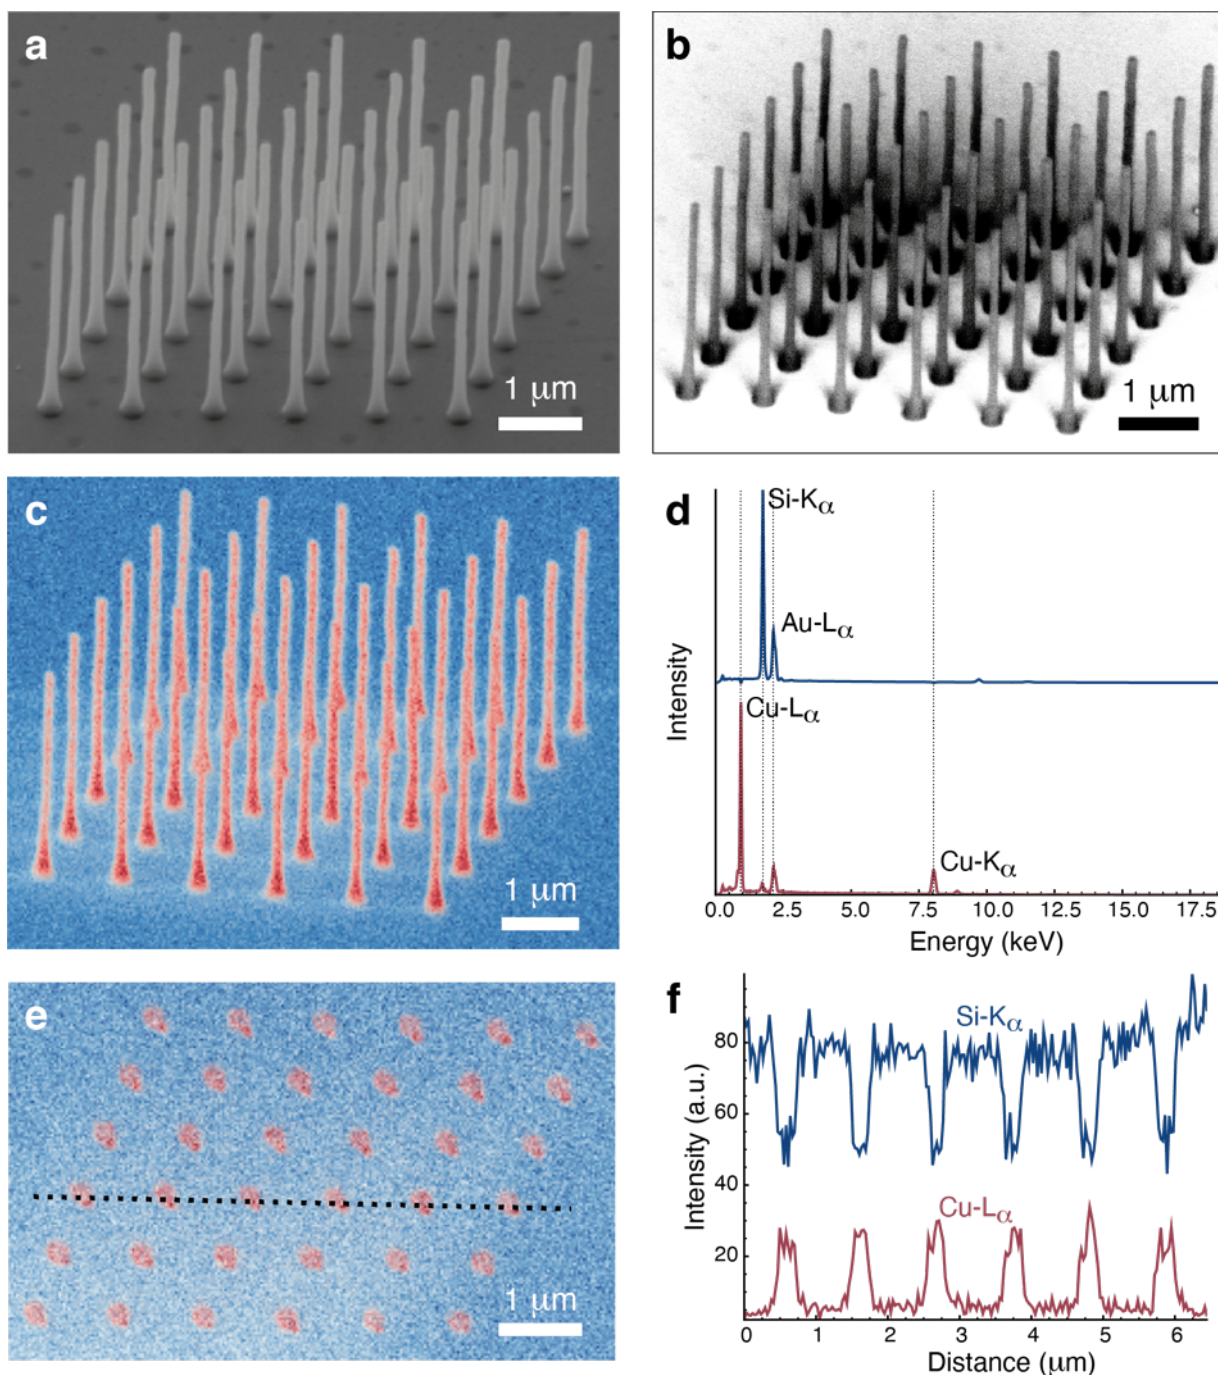 a
1 μm
b
1 μm
c
1 μm
d
Si-Kα
Au-Lα
Cu-Lα
Cu-Kα
Intensity
0.0 2.5 5.0 7.5 10.0 12.5 15.0 17.5
Energy (keV)
e
1 μm
f
Si-Kα
Cu-Lα
Intensity (a.u.)
80
60
40
20
0 1 2 3 4 5 6
Distance (μm)